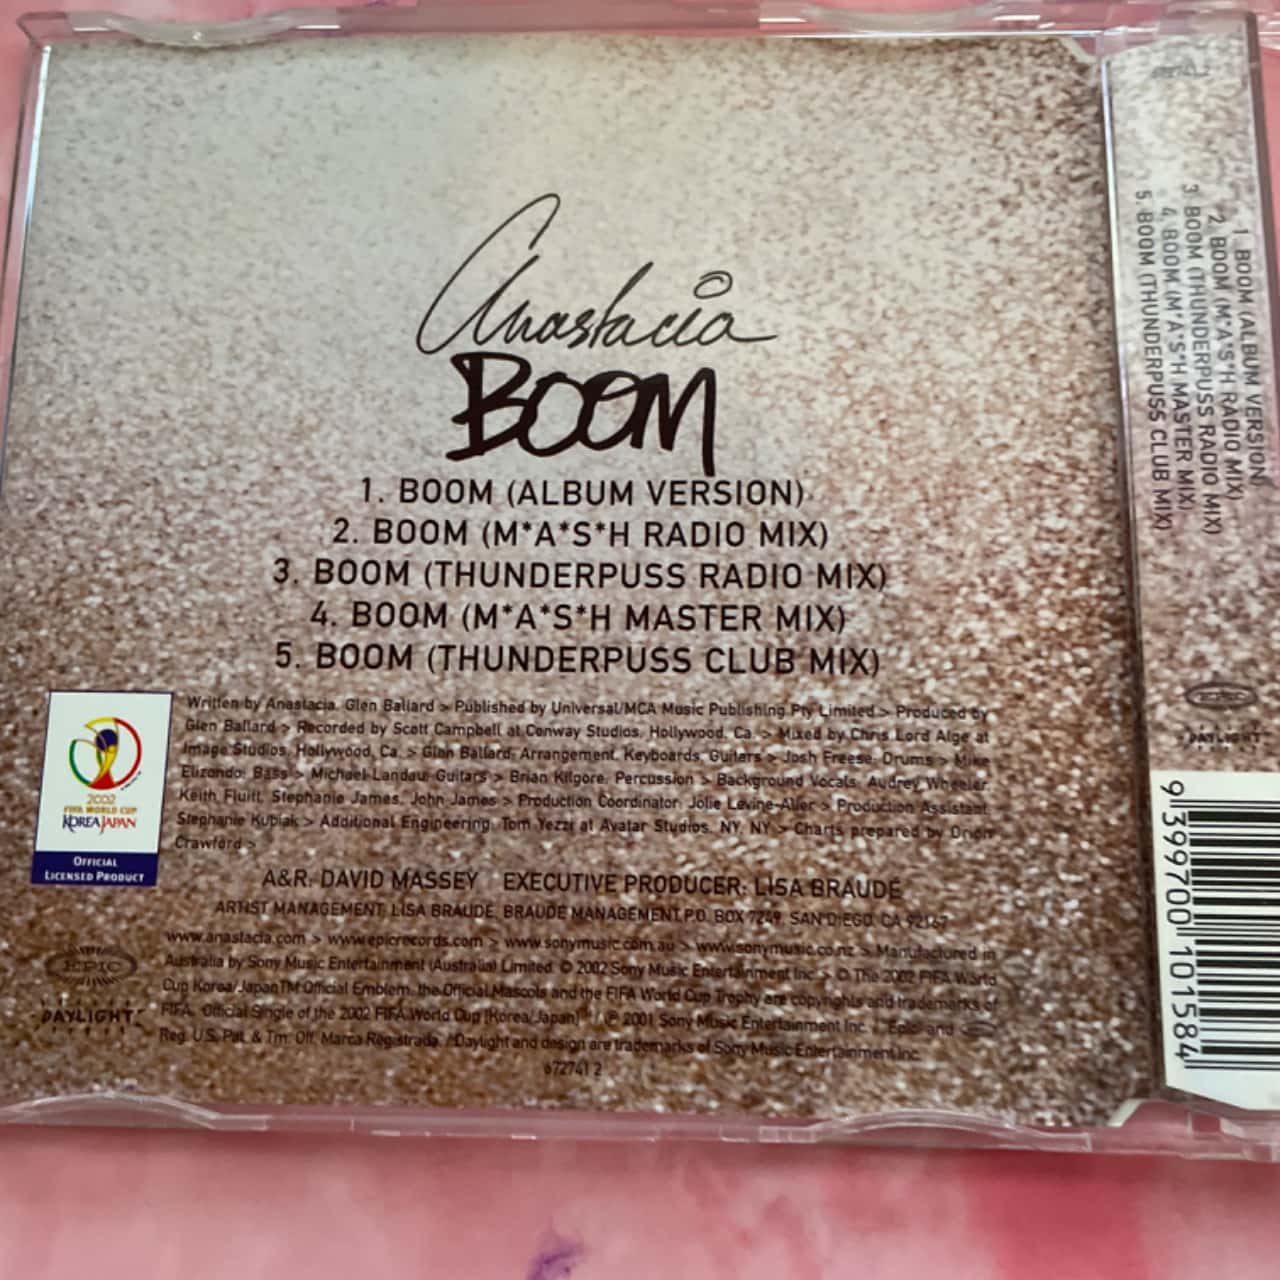 Anastacia
BOOM
1. BOOM (ALBUM VERSION)
2. BOOM (M*A*S*H RADIO MIX)
3. BOOM (THUNDERPUSS RADIO MIX)
4. BOOM (M*A*S*H MASTER MIX)
5. BOOM (THUNDERPUSS CLUB MIX)
Written by Anastacia, Glen Ballard > Published by Universal/MCA Music Publishing Pty Limited > Produced by
Glen Ballard > Recorded by Scott Campbell at Conway Studios, Hollywood, Ca. > Mixed by Chris Lord Alge at
Image Studios, Hollywood, Ca. > Glen Ballard: Arrangement, Keyboards, Guitars > Josh Freese: Drums > Mike
Elizondo: Bass > Michael Landau: Guitars > Brian Kilgore: Percussion > Background Vocals: Audrey Wheeler,
Keith Fluitt, Stephanie James, John James > Production Coordinator: Jolie Levine-Aller > Production Assistant:
Stephanie Kubiak > Additional Engineering: Tom Yezzi at Avatar Studios, NY, NY > Charts prepared by Orion
Crawford >
2002
FIFA WORLD CUP
KOREA JAPAN
OFFICIAL
LICENSED PRODUCT
A&R: DAVID MASSEY EXECUTIVE PRODUCER: LISA BRAUDÉ
ARTIST MANAGEMENT: LISA BRAUDÉ, BRAUDÉ MANAGEMENT, P.O. BOX 7249, SAN DIEGO, CA 92167
www.anastacia.com > www.epicrecords.com > www.sonymusic.com.au > www.sonymusic.co.nz > Manufactured in
Australia by Sony Music Entertainment (Australia) Limited. © 2002 Sony Music Entertainment Inc. > © The 2002 FIFA World
Cup Korea/Japan TM Official Emblem, the Official Mascots and the FIFA World Cup Trophy are copyrights and trademarks of
FIFA. Official Single of the 2002 FIFA World Cup [Korea/Japan]™ / ℗ 2001 Sony Music Entertainment Inc. / "Epic" and EPIC
Reg. U.S. Pat. & Tm. Off. Marca Registrada. / Daylight and design are trademarks of Sony Music Entertainment Inc.
672741 2
EPIC
DAYLIGHT
672741 2
1. BOOM (ALBUM VERSION)
2. BOOM (M*A*S*H RADIO MIX)
3. BOOM (THUNDERPUSS RADIO MIX)
4. BOOM (M*A*S*H MASTER MIX)
5. BOOM (THUNDERPUSS CLUB MIX)
EPIC
DAYLIGHT
9 399700 101584